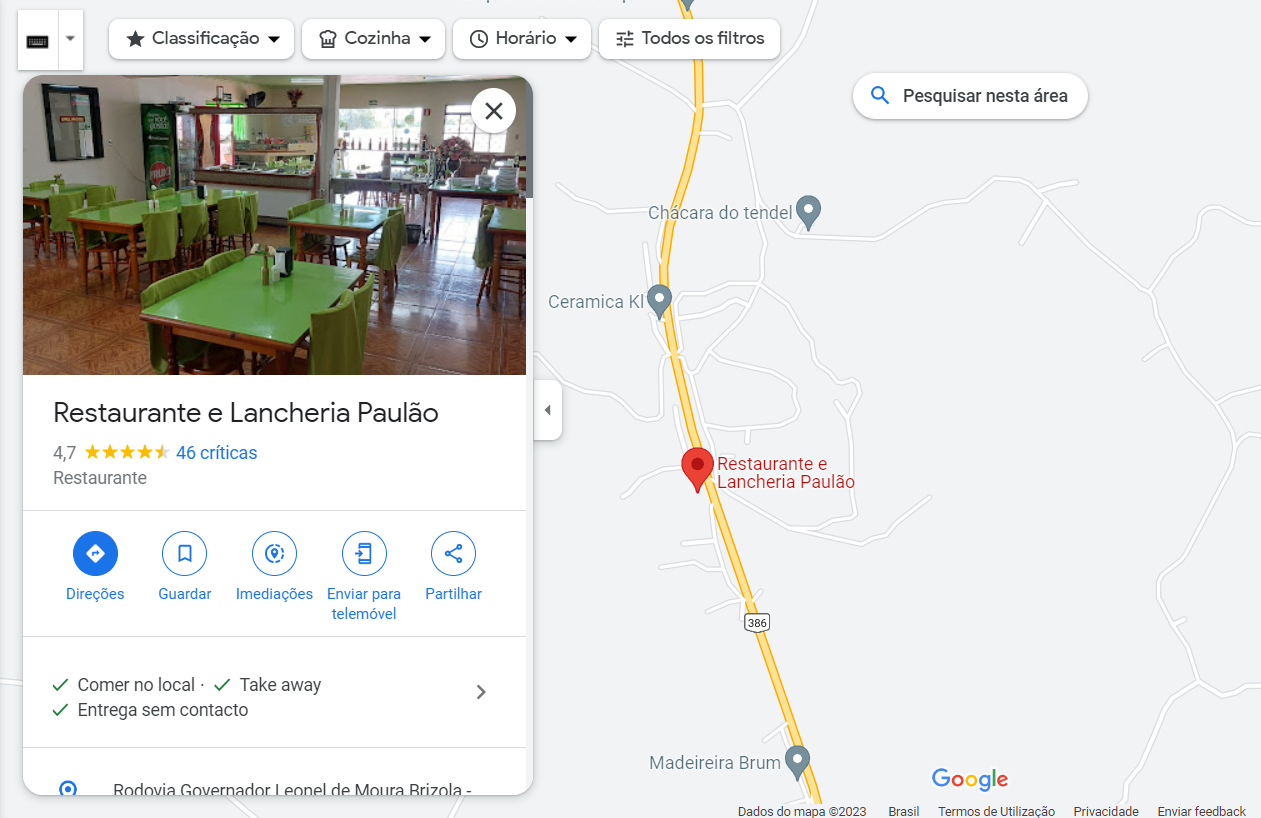 Classificação
Cozinha
Horário
Todos os filtros
Pesquisar nesta área
Restaurante e Lancheria Paulão
4,7 46 críticas
Restaurante
Direções
Guardar
Imediações
Enviar para
telemóvel
Partilhar
Comer no local · Take away
Entrega sem contacto
Rodovia Governador Leonel de Moura Brizola -
Chácara do tendel
Ceramica Kl
Restaurante e
Lancheria Paulão
386
Madeireira Brum
Google
Dados do mapa ©2023 Brasil Termos de Utilização Privacidade Enviar feedback